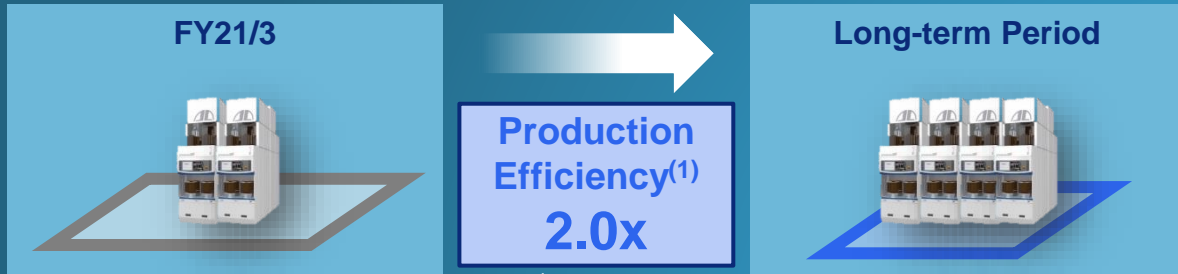 FY21/3
Long-term Period
Production
Efficiency(1)
2.0x